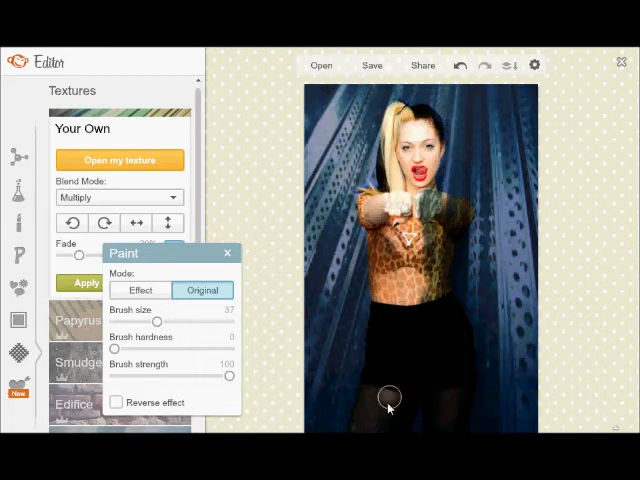 Editor
Open
Save
Share
Textures
Your Own
Open my texture
Blend Mode:
Multiply
Fade
Apply
Paint
Mode:
Effect
Original
Brush size
37
Brush hardness
0
Brush strength
100
Reverse effect
Papyrus
Smudge
Edifice
New